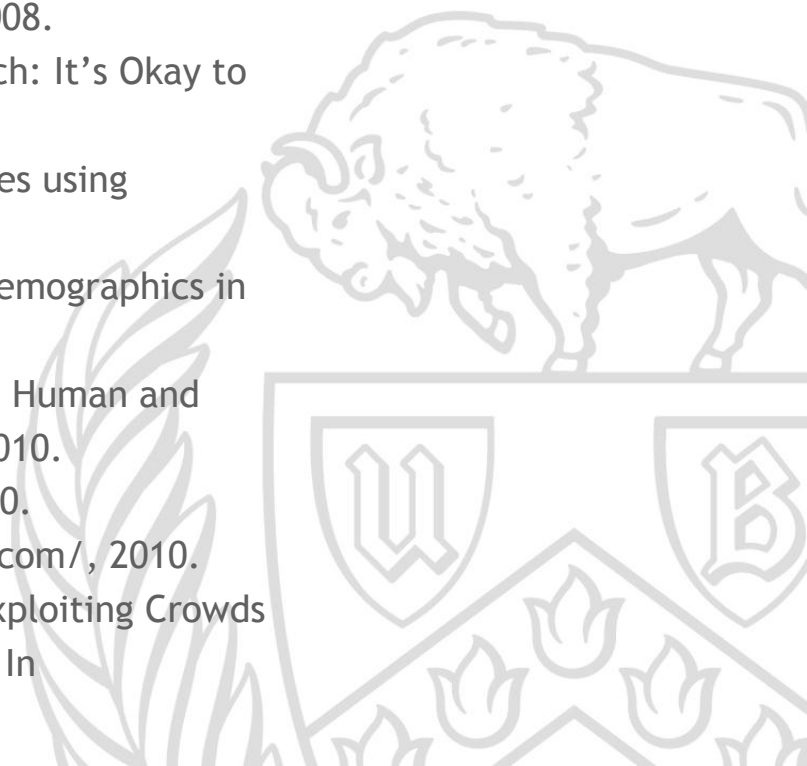 008.
ch: It’s Okay to
es using
emographics in
Human and
010.
0.
com/, 2010.
xploiting Crowds
In
U B